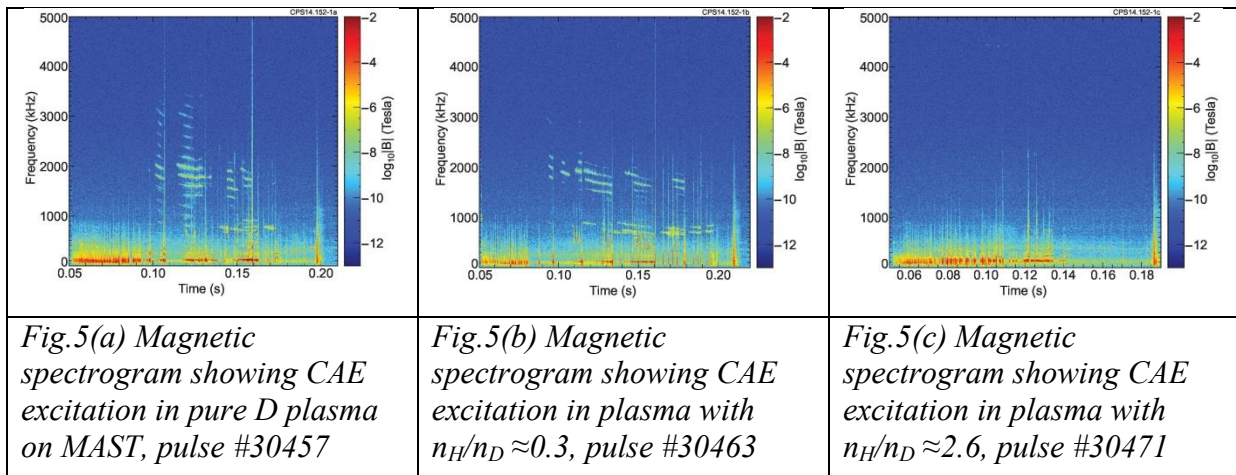 CPS14.152-1a
5000
4000
3000
2000
1000
0
Frequency (kHz)
0.05
0.10
0.15
0.20
Time (s)
−2
−4
−6
−8
−10
−12
log10|B| (Tesla)
CPS14.152-1b
5000
4000
3000
2000
1000
0
Frequency (kHz)
0.05
0.10
0.15
0.20
Time (s)
−2
−4
−6
−8
−10
−12
log10|B| (Tesla)
CPS14.152-1c
5000
4000
3000
2000
1000
0
Frequency (kHz)
0.06
0.08
0.10
0.12
0.14
0.16
0.18
Time (s)
−2
−4
−6
−8
−10
−12
log10|B| (Tesla)
Fig.5(a) Magnetic
spectrogram showing CAE
excitation in pure D plasma
on MAST, pulse #30457
Fig.5(b) Magnetic
spectrogram showing CAE
excitation in plasma with
nH/nD ≈0.3, pulse #30463
Fig.5(c) Magnetic
spectrogram showing CAE
excitation in plasma with
nH/nD ≈2.6, pulse #30471